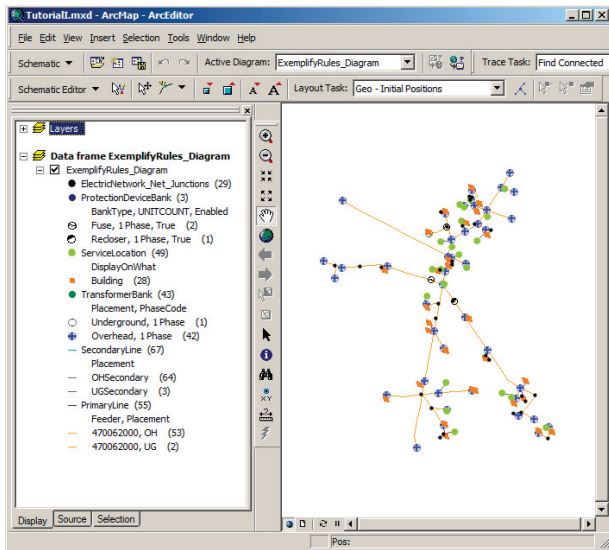 TutorialI.mxd - ArcMap - ArcEditor
File Edit View Insert Selection Tools Window Help
Schematic Active Diagram: ExemplifyRules_Diagram Trace Task: Find Connected
Schematic Editor A A Layout Task: Geo - Initial Positions
Layers
Data frame ExemplifyRules_Diagram
ExemplifyRules_Diagram
ElectricNetwork_Net_Junctions (29)
ProtectionDeviceBank (3)
BankType, UNITCOUNT, Enabled
Fuse, 1 Phase, True (2)
Recloser, 1 Phase, True (1)
ServiceLocation (49)
DisplayOnWhat
Building (28)
TransformerBank (43)
Placement, PhaseCode
Underground, 1 Phase (1)
Overhead, 1 Phase (42)
SecondaryLine (67)
Placement
OHSecondary (64)
UGSecondary (3)
PrimaryLine (55)
Feeder, Placement
470062000, OH (53)
470062000, UG (2)
XY
Display Source Selection
Pos: